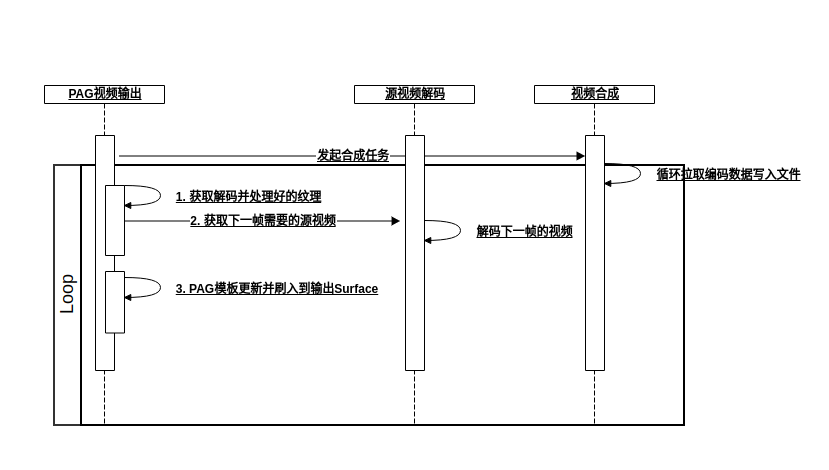 PAG视频输出
源视频解码
视频合成
发起合成任务
循环拉取编码数据写入文件
1. 获取解码并处理好的纹理
2. 获取下一帧需要的源视频
解码下一帧的视频
3. PAG模板更新并刷入到输出Surface
Loop